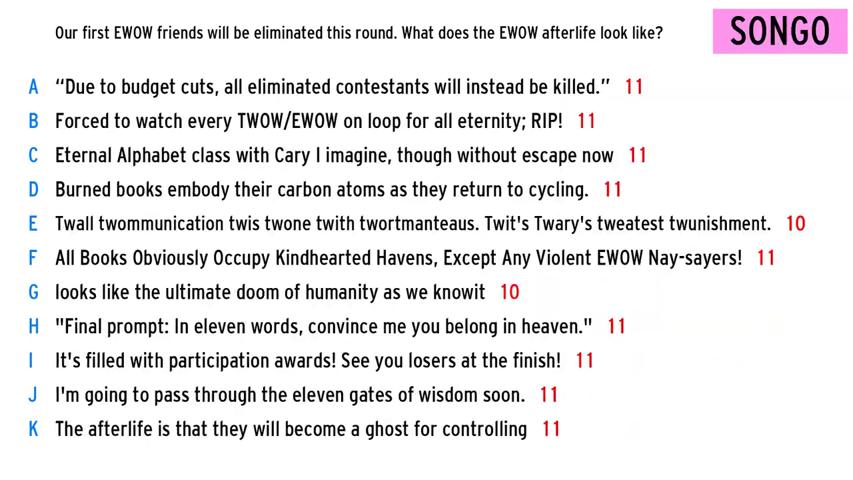 Our first EWOW friends will be eliminated this round. What does the EWOW afterlife look like?
SONGO
A “Due to budget cuts, all eliminated contestants will instead be killed.” 11
B Forced to watch every TWOW/EWOW on loop for all eternity; RIP! 11
C Eternal Alphabet class with Cary I imagine, though without escape now 11
D Burned books embody their carbon atoms as they return to cycling. 11
E Twall twommunication twis twone twith twortmanteaus. Twit's Twary's tweatest twunishment. 10
F All Books Obviously Occupy Kindhearted Havens, Except Any Violent EWOW Nay-sayers! 11
G looks like the ultimate doom of humanity as we knowit 10
H "Final prompt: In eleven words, convince me you belong in heaven." 11
I It's filled with participation awards! See you losers at the finish! 11
J I'm going to pass through the eleven gates of wisdom soon. 11
K The afterlife is that they will become a ghost for controlling 11